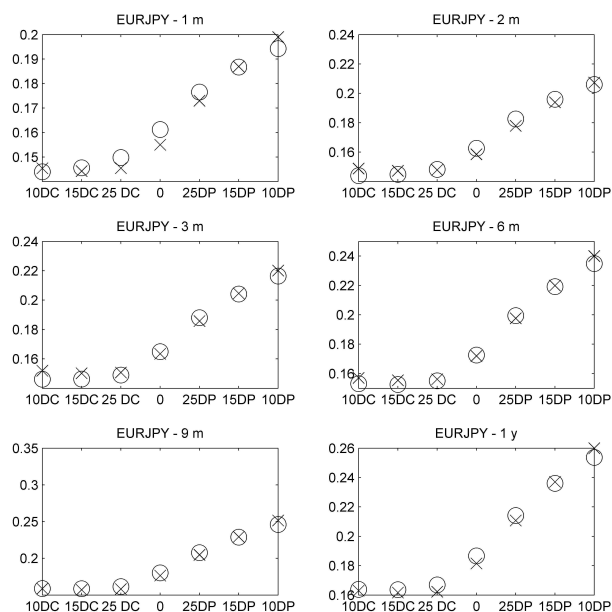 EURJPY - 1 m
0.2
0.19
0.18
0.17
0.16
0.15
10DC 15DC 25 DC 0 25DP 15DP 10DP
EURJPY - 2 m
0.24
0.22
0.2
0.18
0.16
10DC 15DC 25 DC 0 25DP 15DP 10DP
EURJPY - 3 m
0.24
0.22
0.2
0.18
0.16
10DC 15DC 25 DC 0 25DP 15DP 10DP
EURJPY - 6 m
0.24
0.22
0.2
0.18
0.16
10DC 15DC 25 DC 0 25DP 15DP 10DP
EURJPY - 9 m
0.35
0.3
0.25
0.2
10DC 15DC 25 DC 0 25DP 15DP 10DP
EURJPY - 1 y
0.26
0.24
0.22
0.2
0.18
0.16
10DC 15DC 25 DC 0 25DP 15DP 10DP